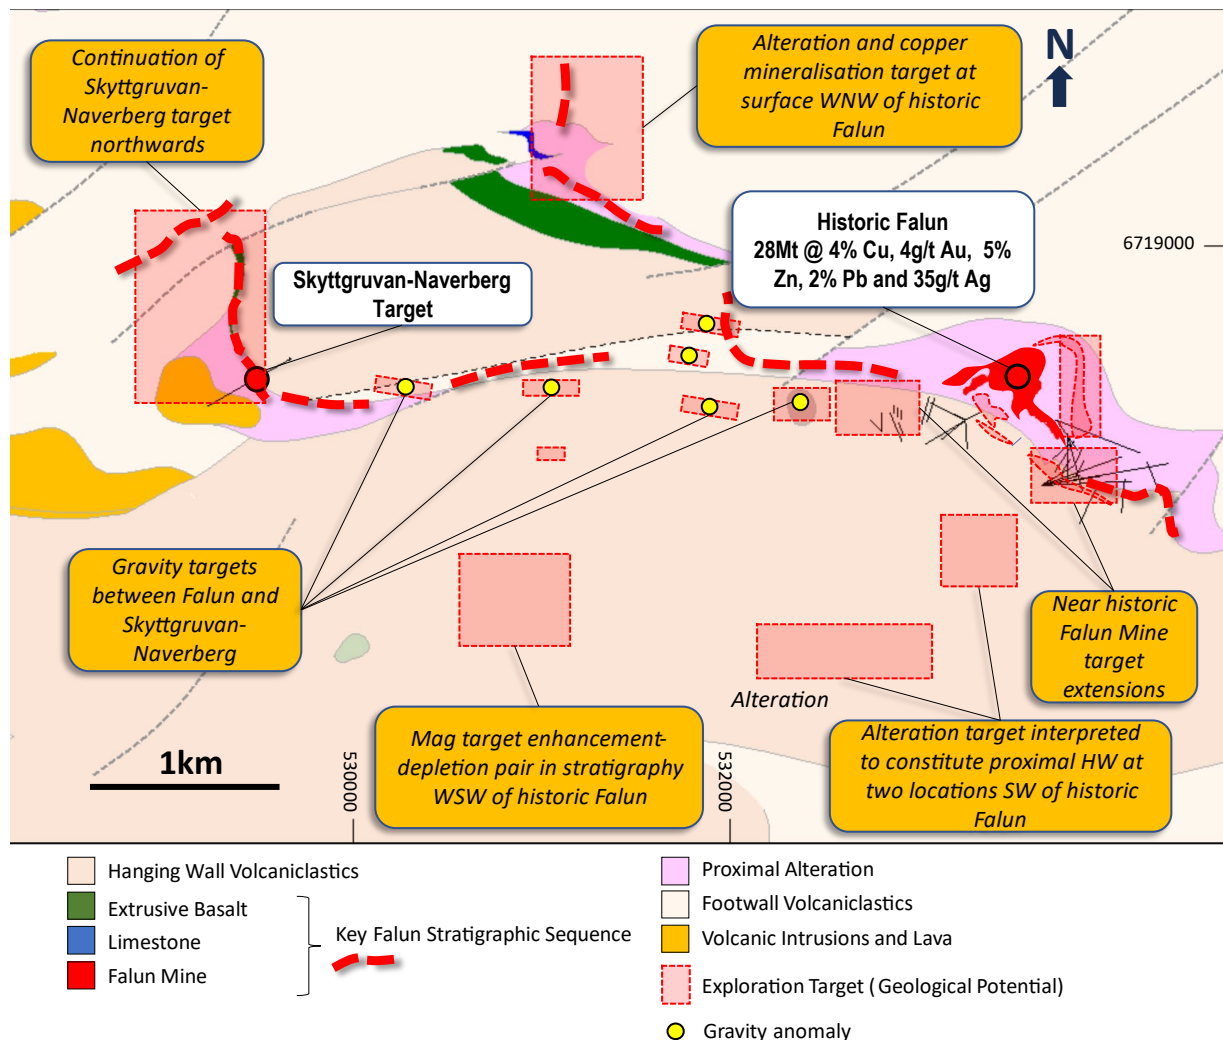 Continuation of
Skyttgruvan-
Naverberg target
northwards
Alteration and copper
mineralisation target at
surface WNW of historic
Falun
N
Historic Falun
28Mt @ 4% Cu, 4g/t Au, 5%
Zn, 2% Pb and 35g/t Ag
6719000
Skyttgruvan-Naverberg
Target
Gravity targets
between Falun and
Skyttgruvan-
Naverberg
Near historic
Falun Mine
target
extensions
Alteration
Mag target enhancement-
depletion pair in stratigraphy
WSW of historic Falun
Alteration target interpreted
to constitute proximal HW at
two locations SW of historic
Falun
1km
530000
532000
Hanging Wall Volcaniclastics
Extrusive Basalt
Limestone
Falun Mine
Key Falun Stratigraphic Sequence
Proximal Alteration
Footwall Volcaniclastics
Volcanic Intrusions and Lava
Exploration Target (Geological Potential)
Gravity anomaly